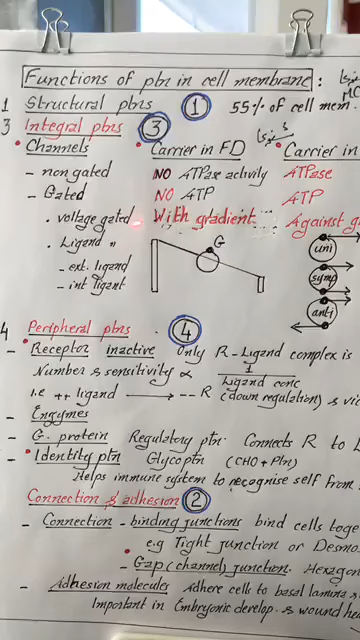 Functions of ptn in cell membrane :
1 Structural ptns 1 55% of cell mem.
3 Integral ptns 3
• Channels • Carrier in FD • Carrier in
- non gated NO ATPase activity ATPase
- Gated NO ATP ATP
. voltage gated With gradient Against g
. Ligand " G uni
- ext. ligand symp
- int ligant anti
4 Peripheral ptns 4
- • Receptor inactive Only R-Ligand complex is
Number & sensitivity ∝ 1 / Ligand conc
i.e ++ ligand → -- R (down regulation) & vic
- Enzymes
- G. protein Regulatory ptn. Connects R to
- • Identity ptn Glycoptn (CHO + Ptn)
Helps immune system to recognise self from
Connection & adhesion 2
- Connection - binding junctions bind cells toge
e.g Tight junction or Desmo
- Gap (channel) junction. Hexagon
- Adhesion molecules Adhere cells to basal lamina &
Important in Embryonic develop. & wound hea